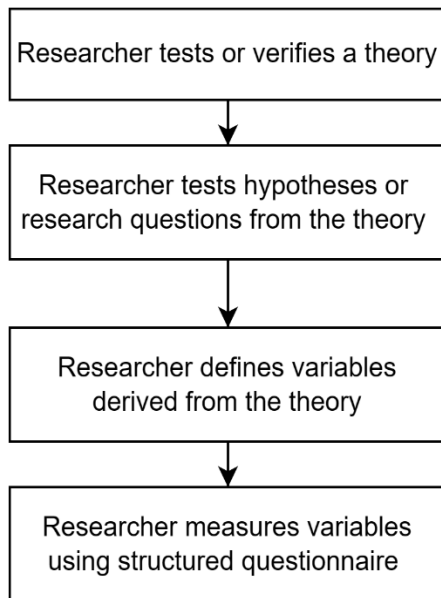 Researcher tests or verifies a theory
Researcher tests hypotheses or
research questions from the theory
Researcher defines variables
derived from the theory
Researcher measures variables
using structured questionnaire